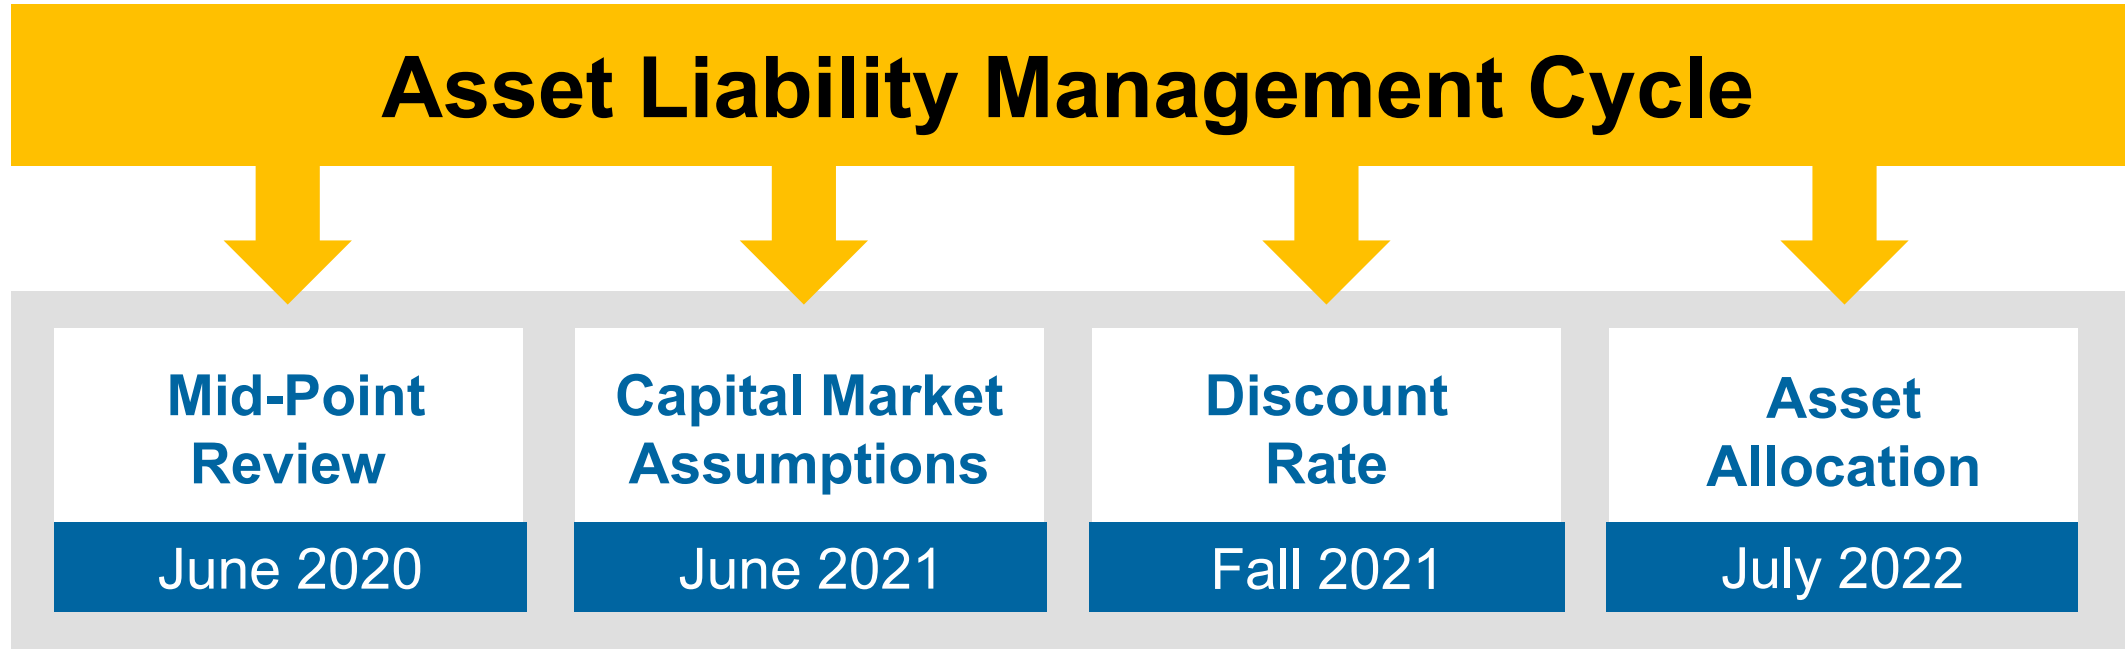 Asset Liability Management Cycle
Mid-Point
Review
June 2020
Capital Market
Assumptions
June 2021
Discount
Rate
Fall 2021
Asset
Allocation
July 2022